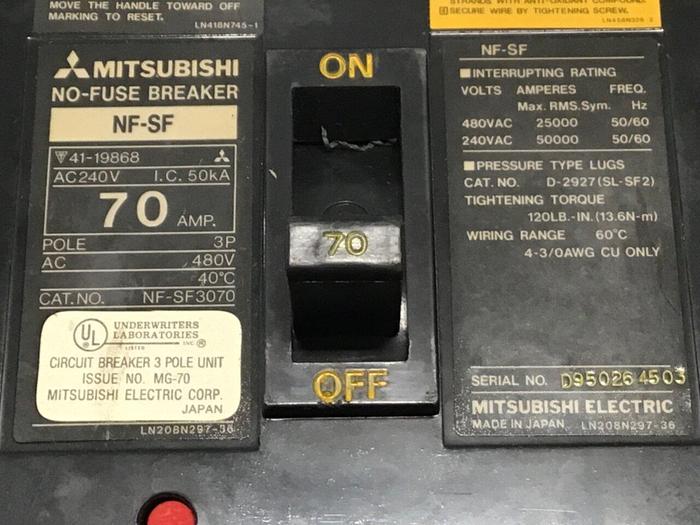 MOVE THE HANDLE TOWARD OFF
MARKING TO RESET.
LN418N745-1
MITSUBISHI
NO-FUSE BREAKER
NF-SF
41-19868
AC240V I.C. 50kA
70 AMP.
POLE 3P
AC 480V
40°C
CAT.NO. NF-SF3070
UL
UNDERWRITERS
LABORATORIES
LISTED INC.®
CIRCUIT BREAKER 3 POLE UNIT
ISSUE NO. MG-70
MITSUBISHI ELECTRIC CORP.
JAPAN
LN208N297-36
ON
70
OFF
STRANDS WITH ANTI-OXIDANT COMPOUND.
SECURE WIRE BY TIGHTENING SCREW.
NF-SF
INTERRUPTING RATING
VOLTS AMPERES FREQ.
Max. RMS.Sym. Hz
480VAC 25000 50/60
240VAC 50000 50/60
PRESSURE TYPE LUGS
CAT. NO. D-2927(SL-SF2)
TIGHTENING TORQUE
120LB.-IN.(13.6N-m)
WIRING RANGE 60°C
4-3/0AWG CU ONLY
SERIAL NO. D950264503
MITSUBISHI ELECTRIC
MADE IN JAPAN LN208N297-36